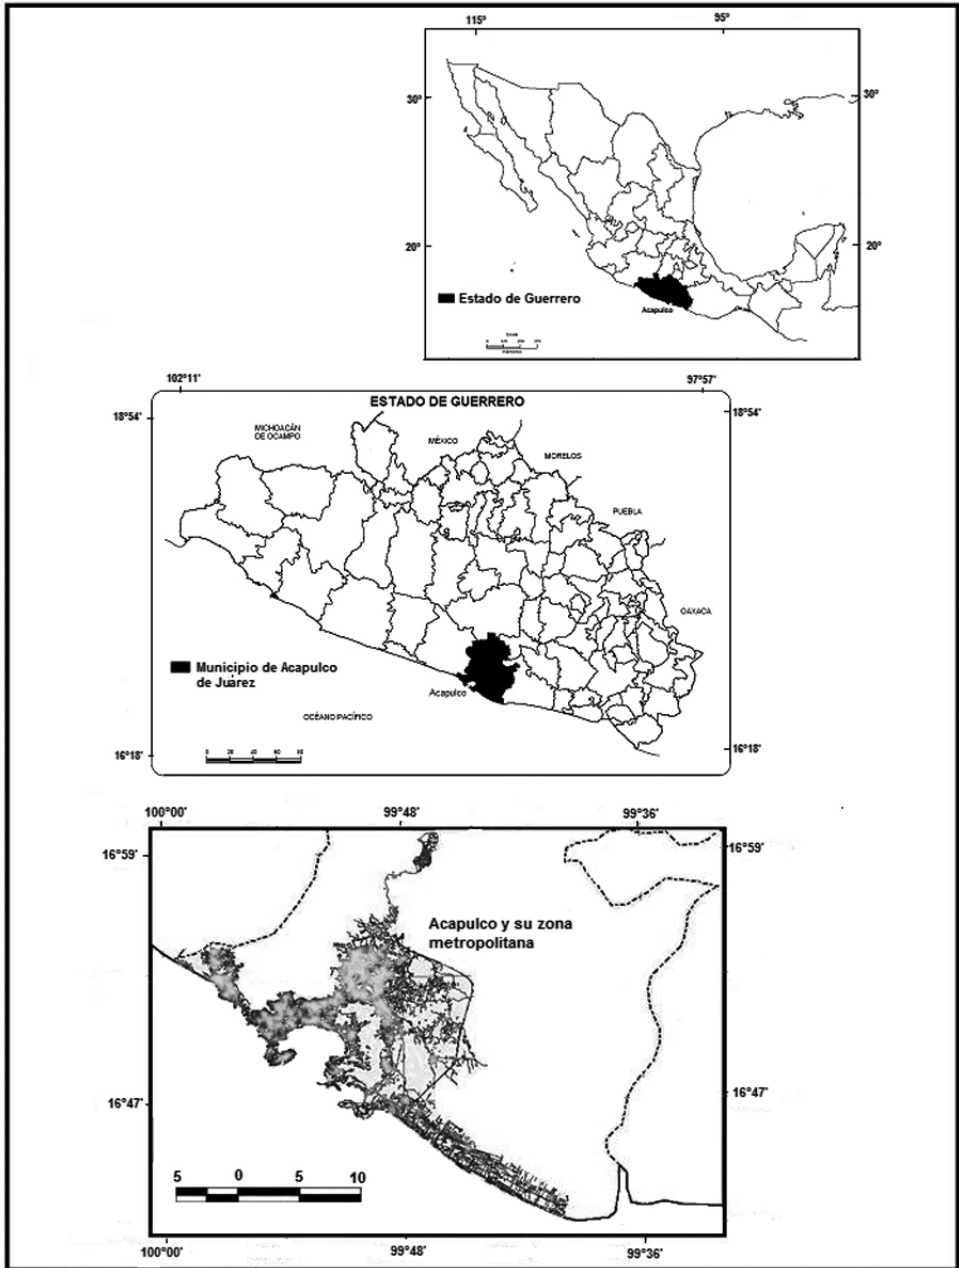 115°
95°
30°
30°
20°
20°
Estado de Guerrero
Acapulco
102°11'
97°57'
18°54'
18°54'
ESTADO DE GUERRERO
MICHOACÁN
DE OCAMPO
MÉXICO
MORELOS
PUEBLA
OAXACA
Municipio de Acapulco
de Juárez
Acapulco
OCÉANO PACÍFICO
0 20 40 60 80
16°18'
16°18'
100°00'
99°48'
99°36'
16°59'
16°59'
Acapulco y su zona
metropolitana
16°47'
16°47'
5 0 5 10
100°00'
99°48'
99°36'